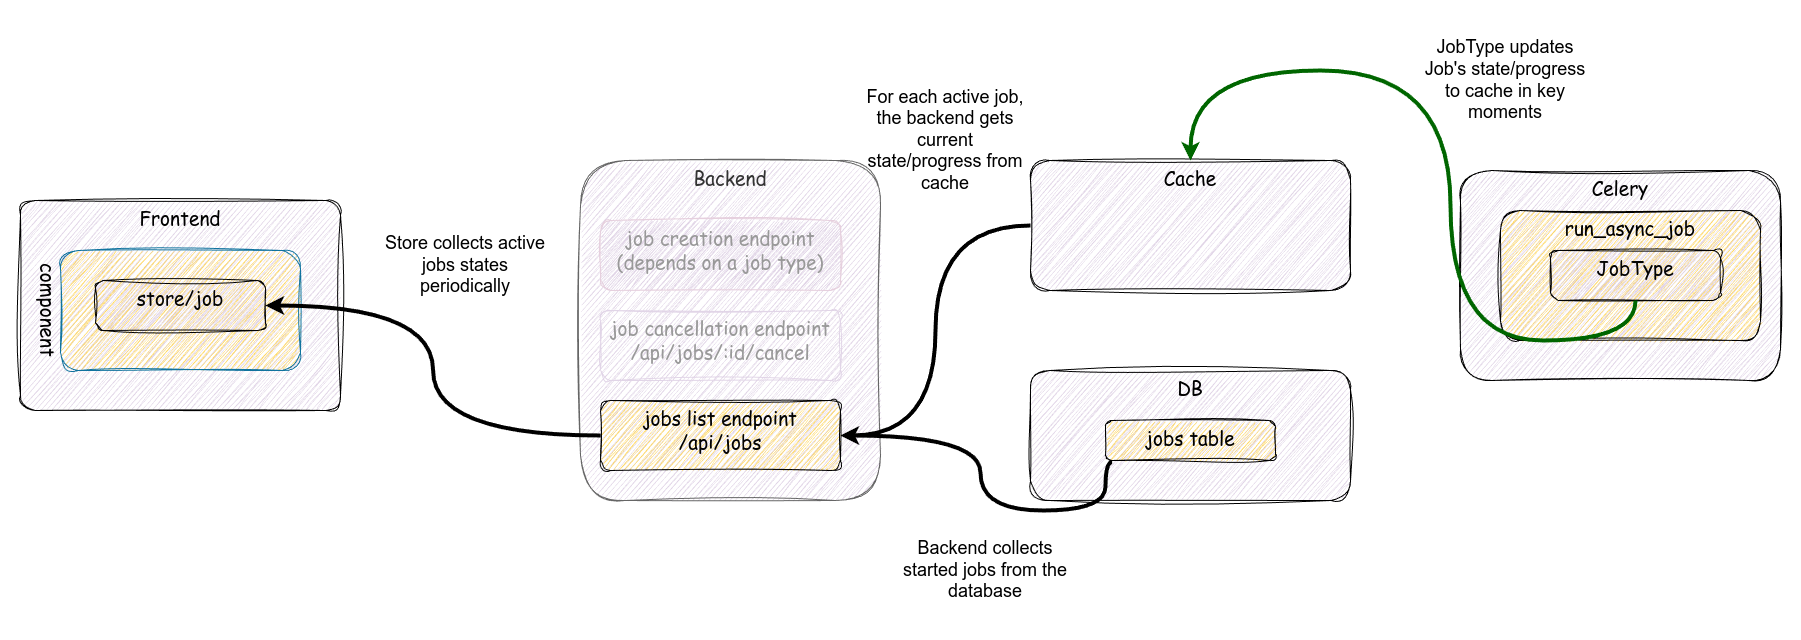 JobType updates
Job's state/progress
to cache in key
moments
For each active job,
the backend gets
current
state/progress from
cache
Backend
Cache
Celery
Frontend
run_async_job
job creation endpoint
(depends on a job type)
Store collects active
jobs states
periodically
JobType
component
store/job
job cancellation endpoint
/api/jobs/:id/cancel
DB
jobs list endpoint
/api/jobs
jobs table
Backend collects
started jobs from the
database